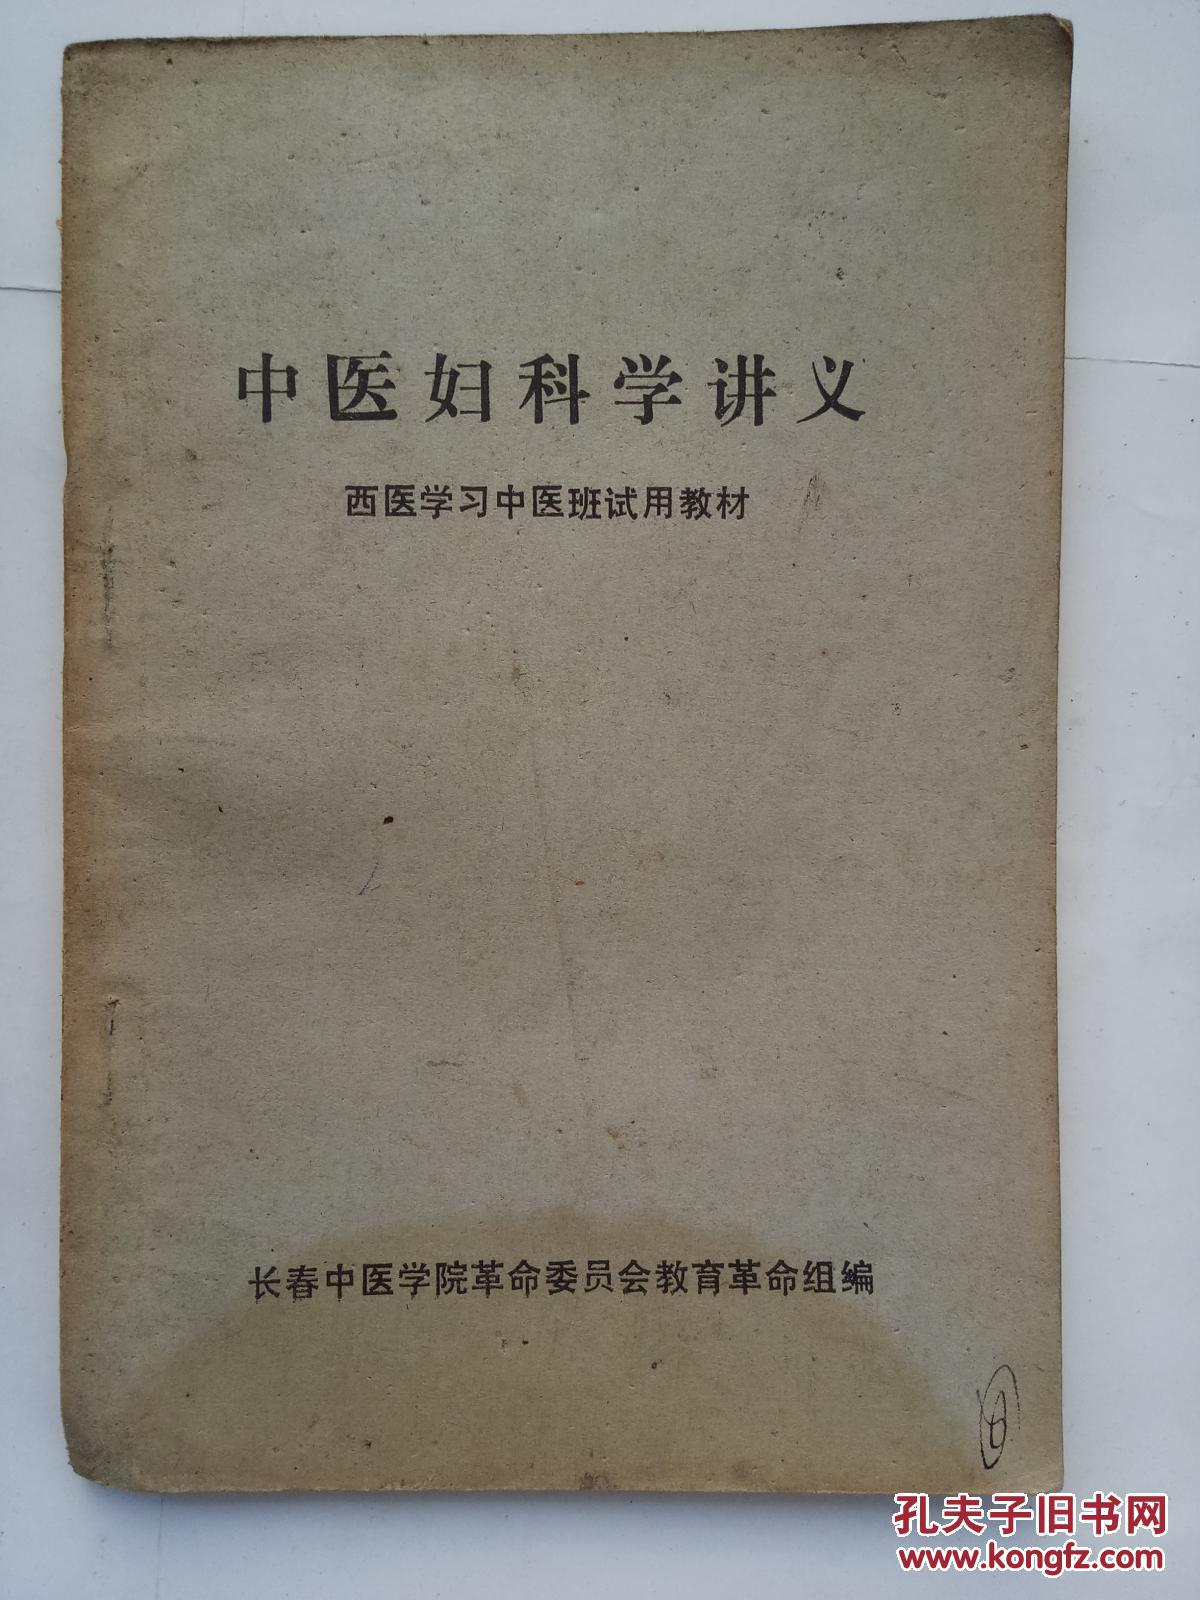 中医妇科学讲义
西医学习中医班试用教材
长春中医学院革命委员会教育革命组编
孔夫子旧书网
www.kongfz.com